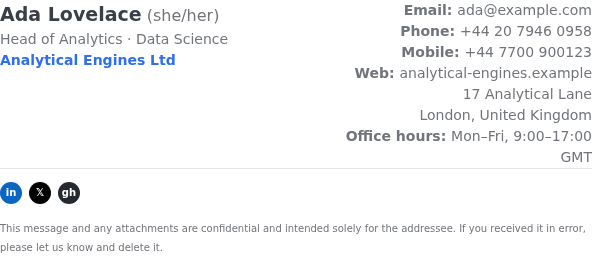 Ada Lovelace (she/her)
Head of Analytics · Data Science
Analytical Engines Ltd
Email: ada@example.com
Phone: +44 20 7946 0958
Mobile: +44 7700 900123
Web: analytical-engines.example
17 Analytical Lane
London, United Kingdom
Office hours: Mon–Fri, 9:00–17:00
GMT
in 𝕏 gh
This message and any attachments are confidential and intended solely for the addressee. If you received it in error,
please let us know and delete it.